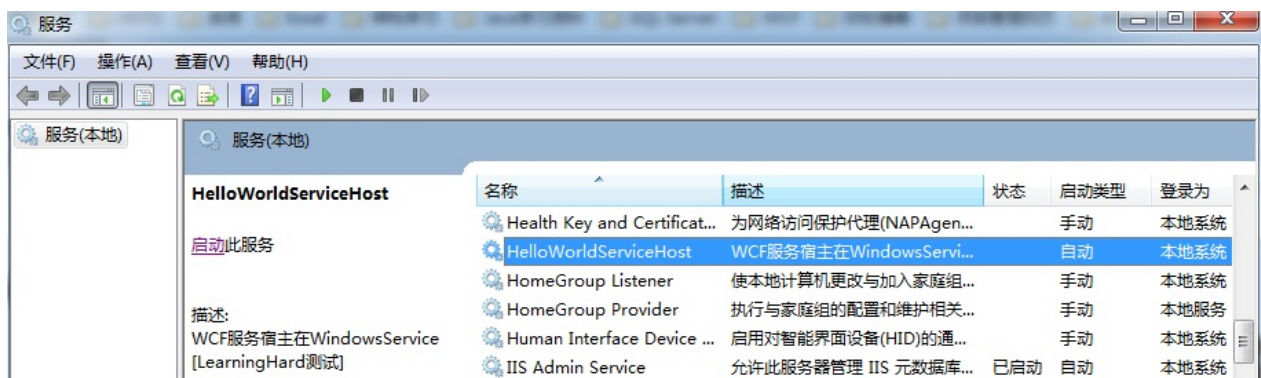 服务
文件(F) 操作(A) 查看(V) 帮助(H)
服务(本地)
服务(本地)
HelloWorldServiceHost
启动此服务
描述:
WCF服务宿主在WindowsService
[LearningHard测试]
名称 描述 状态 启动类型 登录为
Health Key and Certificat... 为网络访问保护代理(NAPAgen... 手动 本地系统
HelloWorldServiceHost WCF服务宿主在WindowsServi... 自动 本地系统
HomeGroup Listener 使本地计算机更改与加入家庭组... 手动 本地系统
HomeGroup Provider 执行与家庭组的配置和维护相关... 手动 本地服务
Human Interface Device ... 启用对智能界面设备(HID)的通... 手动 本地系统
IIS Admin Service 允许此服务器管理 IIS 元数据库... 已启动 自动 本地系统